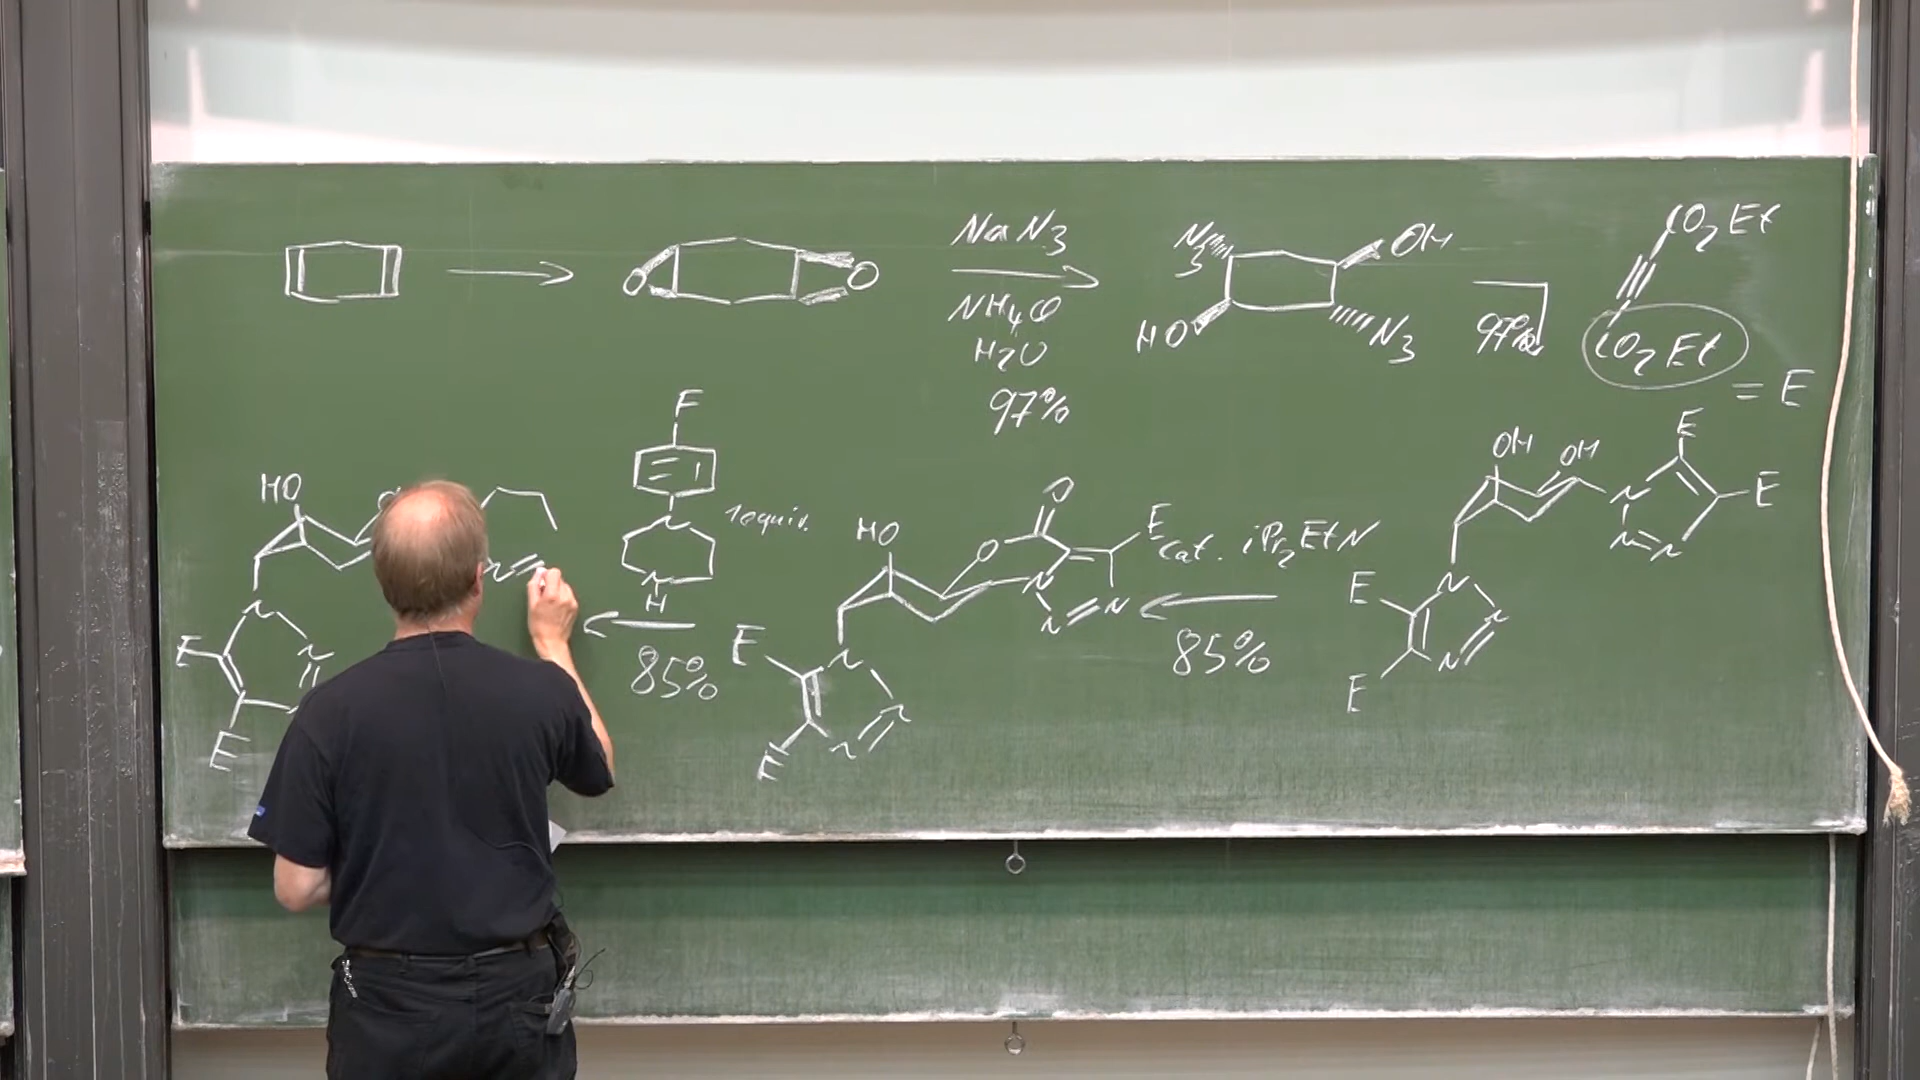 O
O
NaN3
NH4Cl
H2O
97%
N3
OH
HO
N3
97%
CO2Et
CO2Et
= E
HO
N
N
E
E
N
F
N
1 equiv.
N
H
85%
HO
O
O
E
N
N
N
E
E
N
N
N
cat. iPr2EtN
85%
OH
OH
N
N
N
E
E
E
E
N
N
N